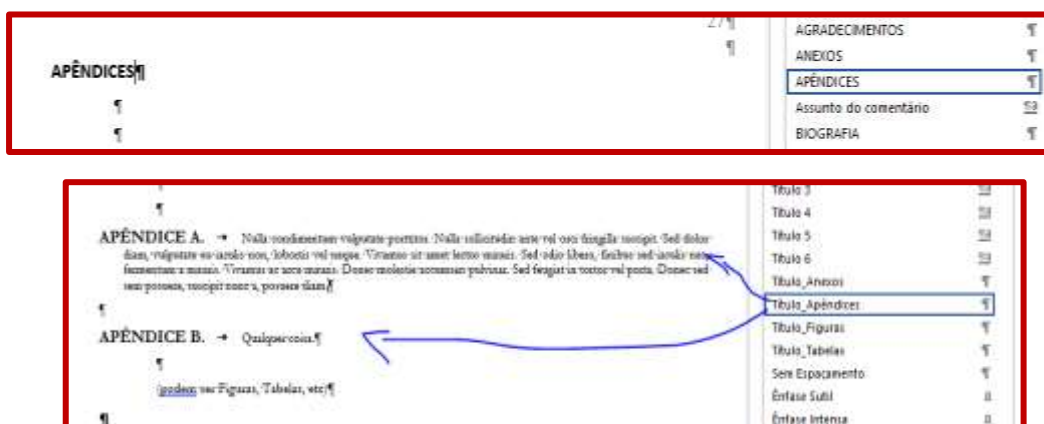 27¶
¶
APÊNDICES¶
¶
¶
AGRADECIMENTOS ¶
ANEXOS ¶
APÊNDICES ¶
Assunto do comentário
BIOGRAFIA ¶
Título 3
¶
APÊNDICE A. → Nulla condimentum vulputate porttitor. Nulla sollicitudin ante vel orci fringilla suscipit. Sed dolor
diam, vulputate eu iaculis non, lobortis vel neque. Vivamus sit amet lectus mauris. Sed odio libero, finibus sed iaculis
fermentum a mauris. Vivamus ac arcu mauris. Donec molestie accumsan pulvinar. Sed feugiat in tortor vel porta. Donec sed
sem posuere, suscipit nunc a, posuere diam.
¶
APÊNDICE B. → Qualquer coisa.¶
¶
(podem ser Figuras, Tabelas, etc)¶
¶
Título 4
Título 5
Título 6
Título_Anexos ¶
Título_Apêndices ¶
Título_Figuras ¶
Título_Tabelas ¶
Sem Espaçamento ¶
Ênfase Sutil a
Ênfase Intensa a